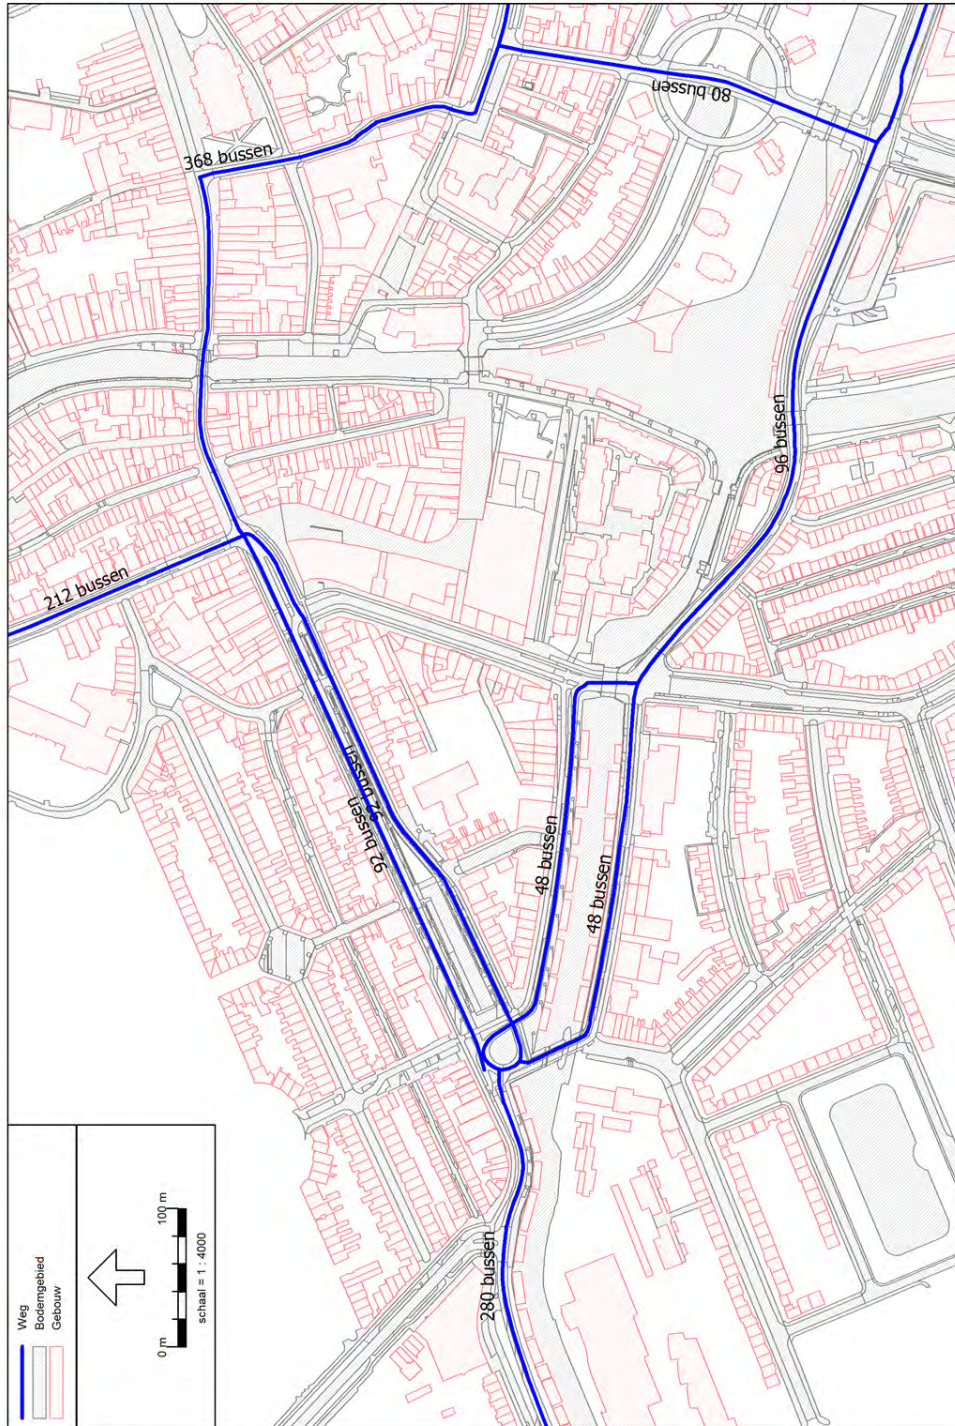 368 bussen
80 bussen
212 bussen
96 bussen
92 bussen
92 bussen
48 bussen
48 bussen
280 bussen
Weg
Bodemgebied
Gebouw
0 m
100 m
schaal = 1 : 4000